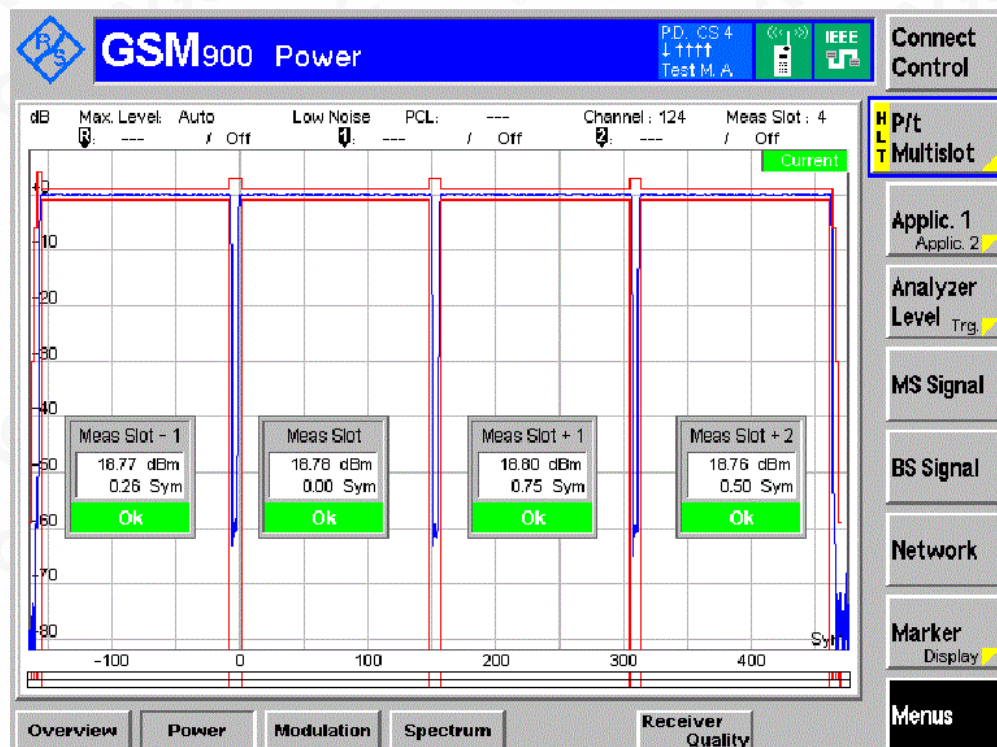 R/S
GSM900 Power
P.D. CS 4
↓↑↑↑↑
Test M. A
IEEE
Connect
Control
dB Max. Level: Auto Low Noise PCL: --- Channel : 124 Meas Slot : 4
R: --- / Off 1: --- / Off 2: --- / Off
Current
HLT
P/t
Multislot
Applic. 1
Applic. 2
Analyzer
Level Trg.
MS Signal
BS Signal
Network
Marker
Display
Menus
+0
-10
-20
-30
-40
-50
-60
-70
-80
Meas Slot - 1
18.77 dBm
0.26 Sym
Ok
Meas Slot
18.78 dBm
0.00 Sym
Ok
Meas Slot + 1
18.80 dBm
0.75 Sym
Ok
Meas Slot + 2
18.76 dBm
0.50 Sym
Ok
Sym
-100 0 100 200 300 400
Overview Power Modulation Spectrum Receiver
Quality